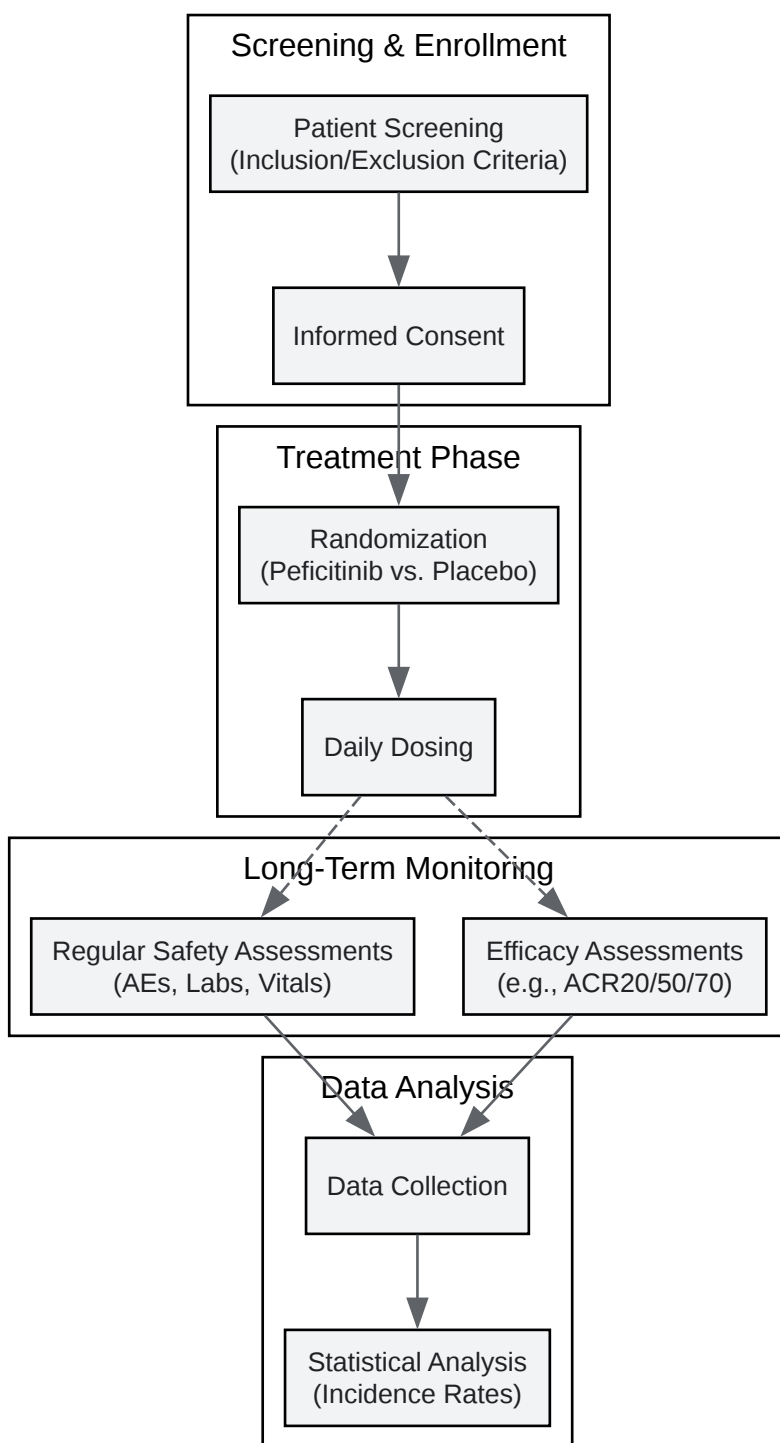 Screening & Enrollment
Patient Screening
(Inclusion/Exclusion Criteria)
Informed Consent
Treatment Phase
Randomization
(Peficitinib vs. Placebo)
Daily Dosing
Long-Term Monitoring
Regular Safety Assessments
(AEs, Labs, Vitals)
Efficacy Assessments
(e.g., ACR20/50/70)
Data Analysis
Data Collection
Statistical Analysis
(Incidence Rates)